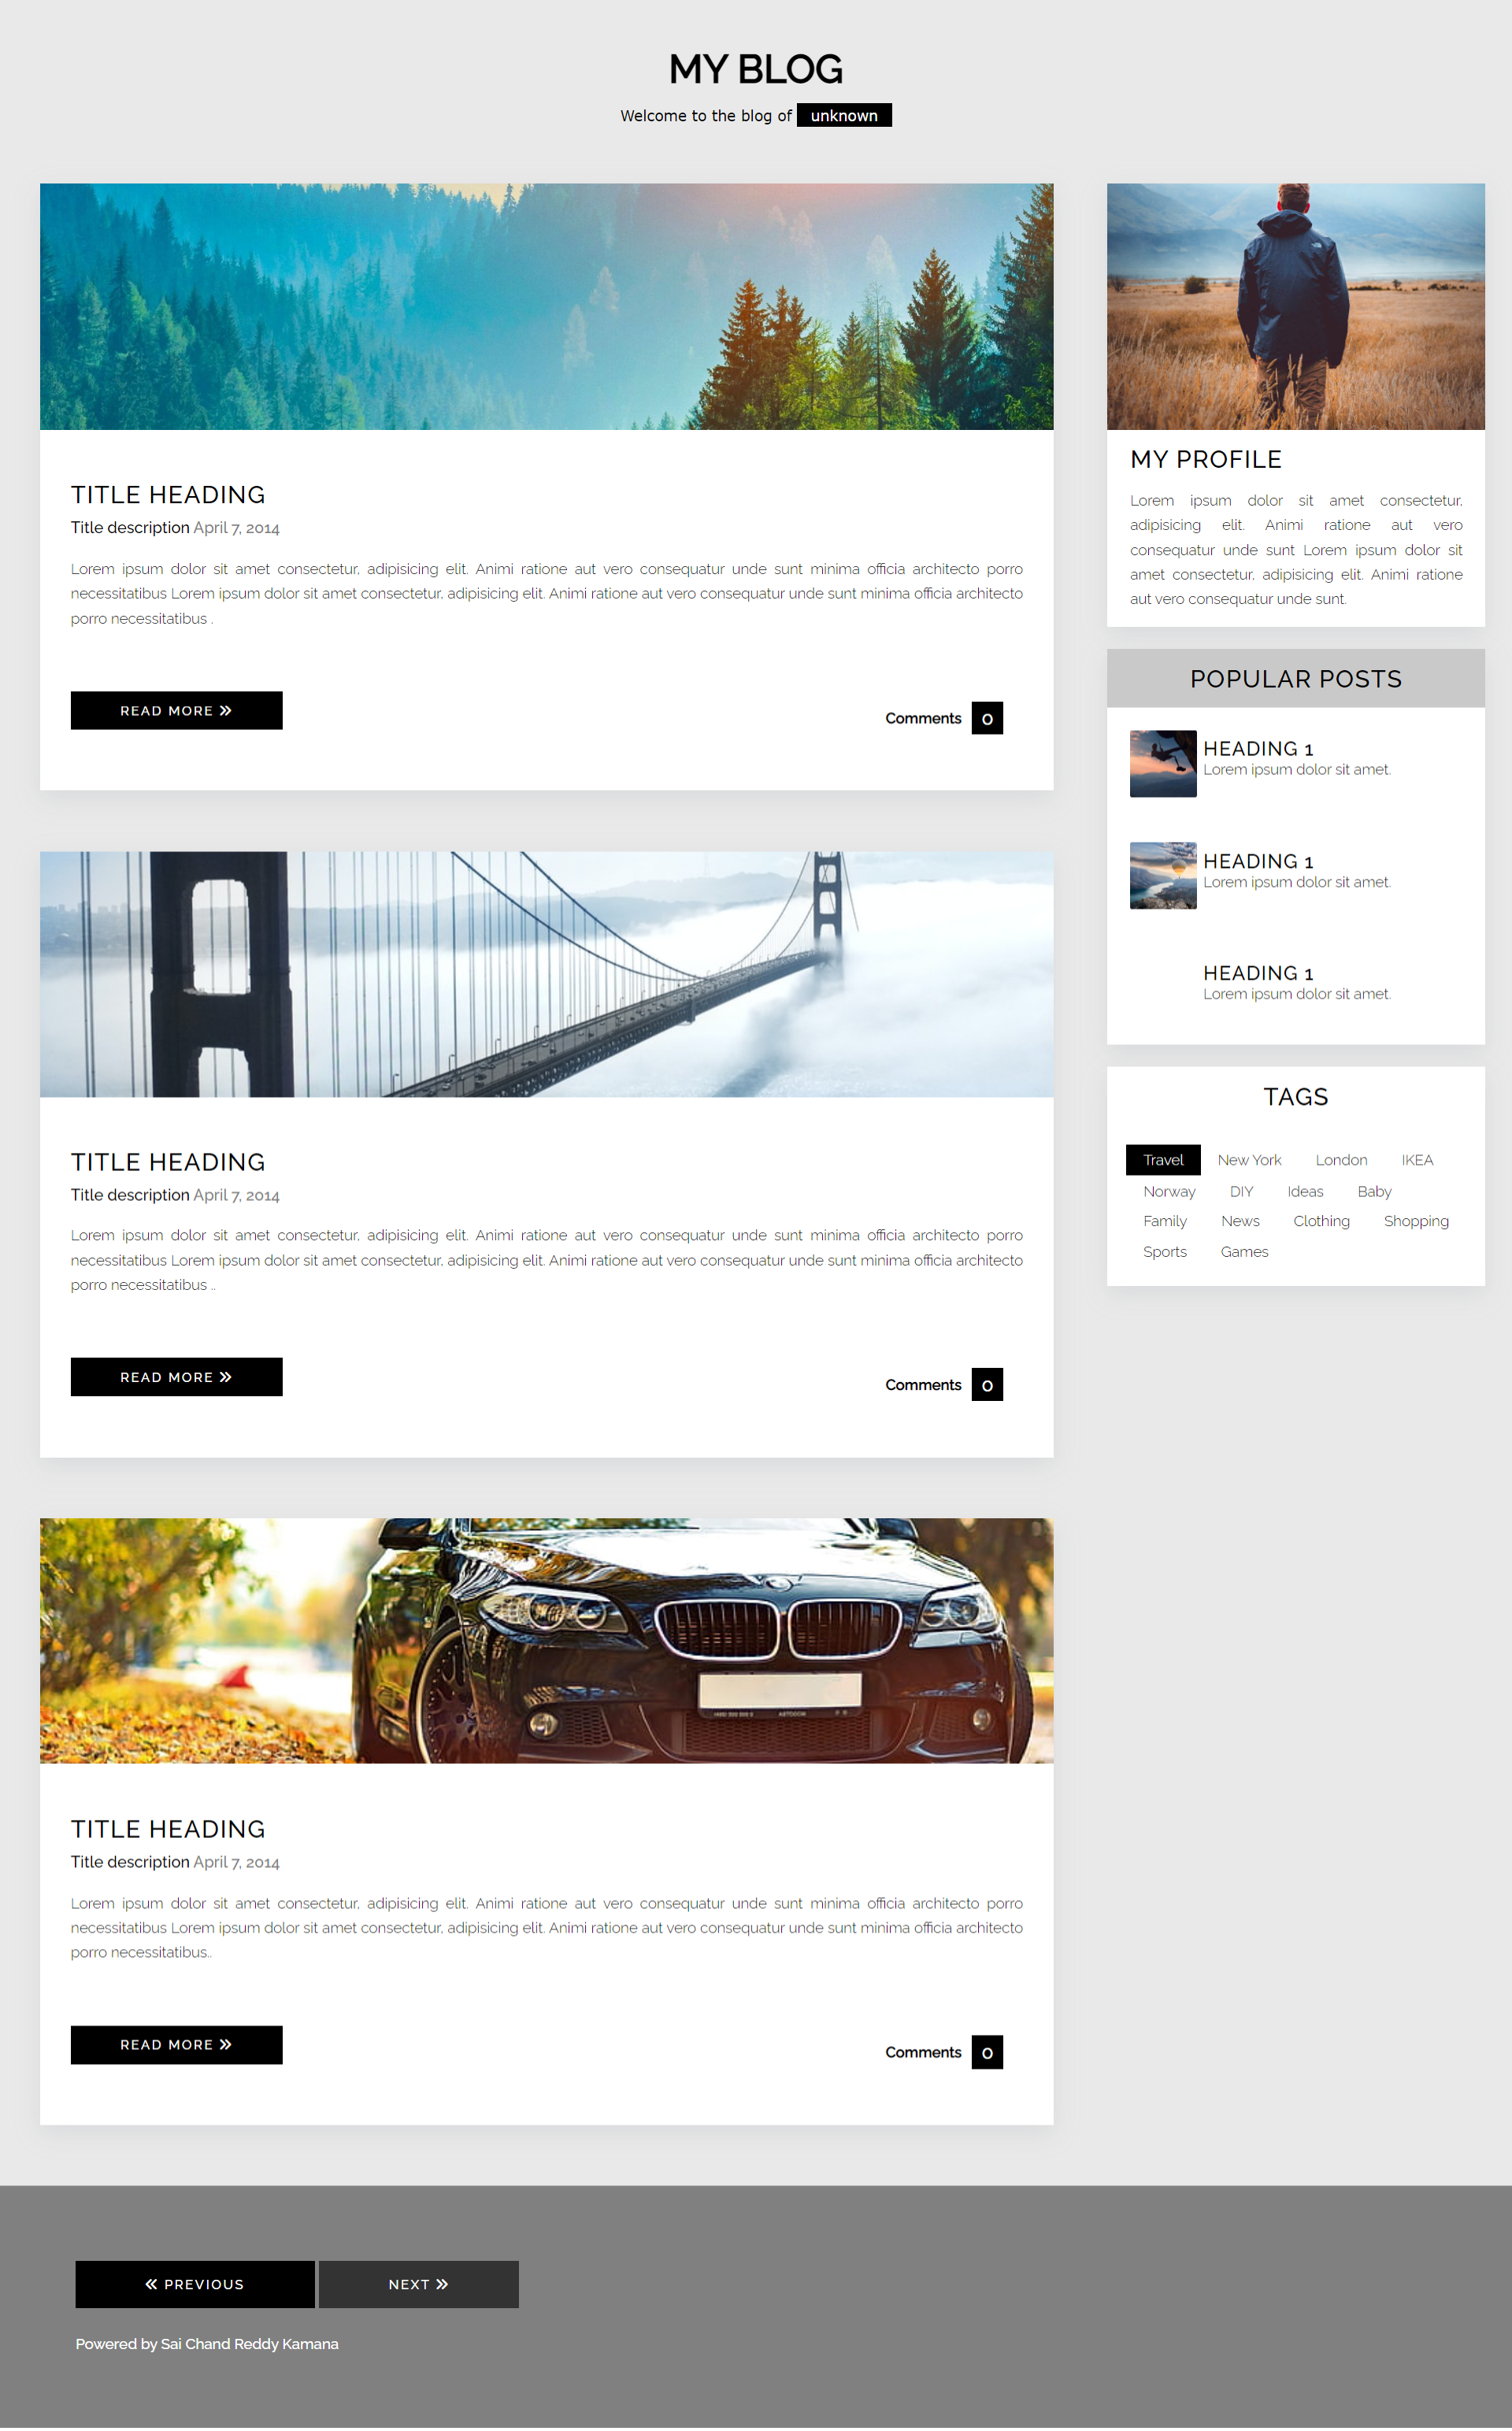 MY BLOG
Welcome to the blog of unknown
TITLE HEADING
Title description April 7, 2014
Lorem ipsum dolor sit amet consectetur, adipisicing elit. Animi ratione aut vero consequatur unde sunt minima officia architecto porro
necessitatibus Lorem ipsum dolor sit amet consectetur, adipisicing elit. Animi ratione aut vero consequatur unde sunt minima officia architecto
porro necessitatibus .
READ MORE »
Comments 0
TITLE HEADING
Title description April 7, 2014
Lorem ipsum dolor sit amet consectetur, adipisicing elit. Animi ratione aut vero consequatur unde sunt minima officia architecto porro
necessitatibus Lorem ipsum dolor sit amet consectetur, adipisicing elit. Animi ratione aut vero consequatur unde sunt minima officia architecto
porro necessitatibus ..
READ MORE »
Comments 0
TITLE HEADING
Title description April 7, 2014
Lorem ipsum dolor sit amet consectetur, adipisicing elit. Animi ratione aut vero consequatur unde sunt minima officia architecto porro
necessitatibus Lorem ipsum dolor sit amet consectetur, adipisicing elit. Animi ratione aut vero consequatur unde sunt minima officia architecto
porro necessitatibus..
READ MORE »
Comments 0
MY PROFILE
Lorem ipsum dolor sit amet consectetur,
adipisicing elit. Animi ratione aut vero
consequatur unde sunt Lorem ipsum dolor sit
amet consectetur, adipisicing elit. Animi ratione
aut vero consequatur unde sunt.
POPULAR POSTS
HEADING 1
Lorem ipsum dolor sit amet.
HEADING 1
Lorem ipsum dolor sit amet.
HEADING 1
Lorem ipsum dolor sit amet.
TAGS
Travel New York London IKEA
Norway DIY Ideas Baby
Family News Clothing Shopping
Sports Games
« PREVIOUS NEXT »
Powered by Sai Chand Reddy Kamana